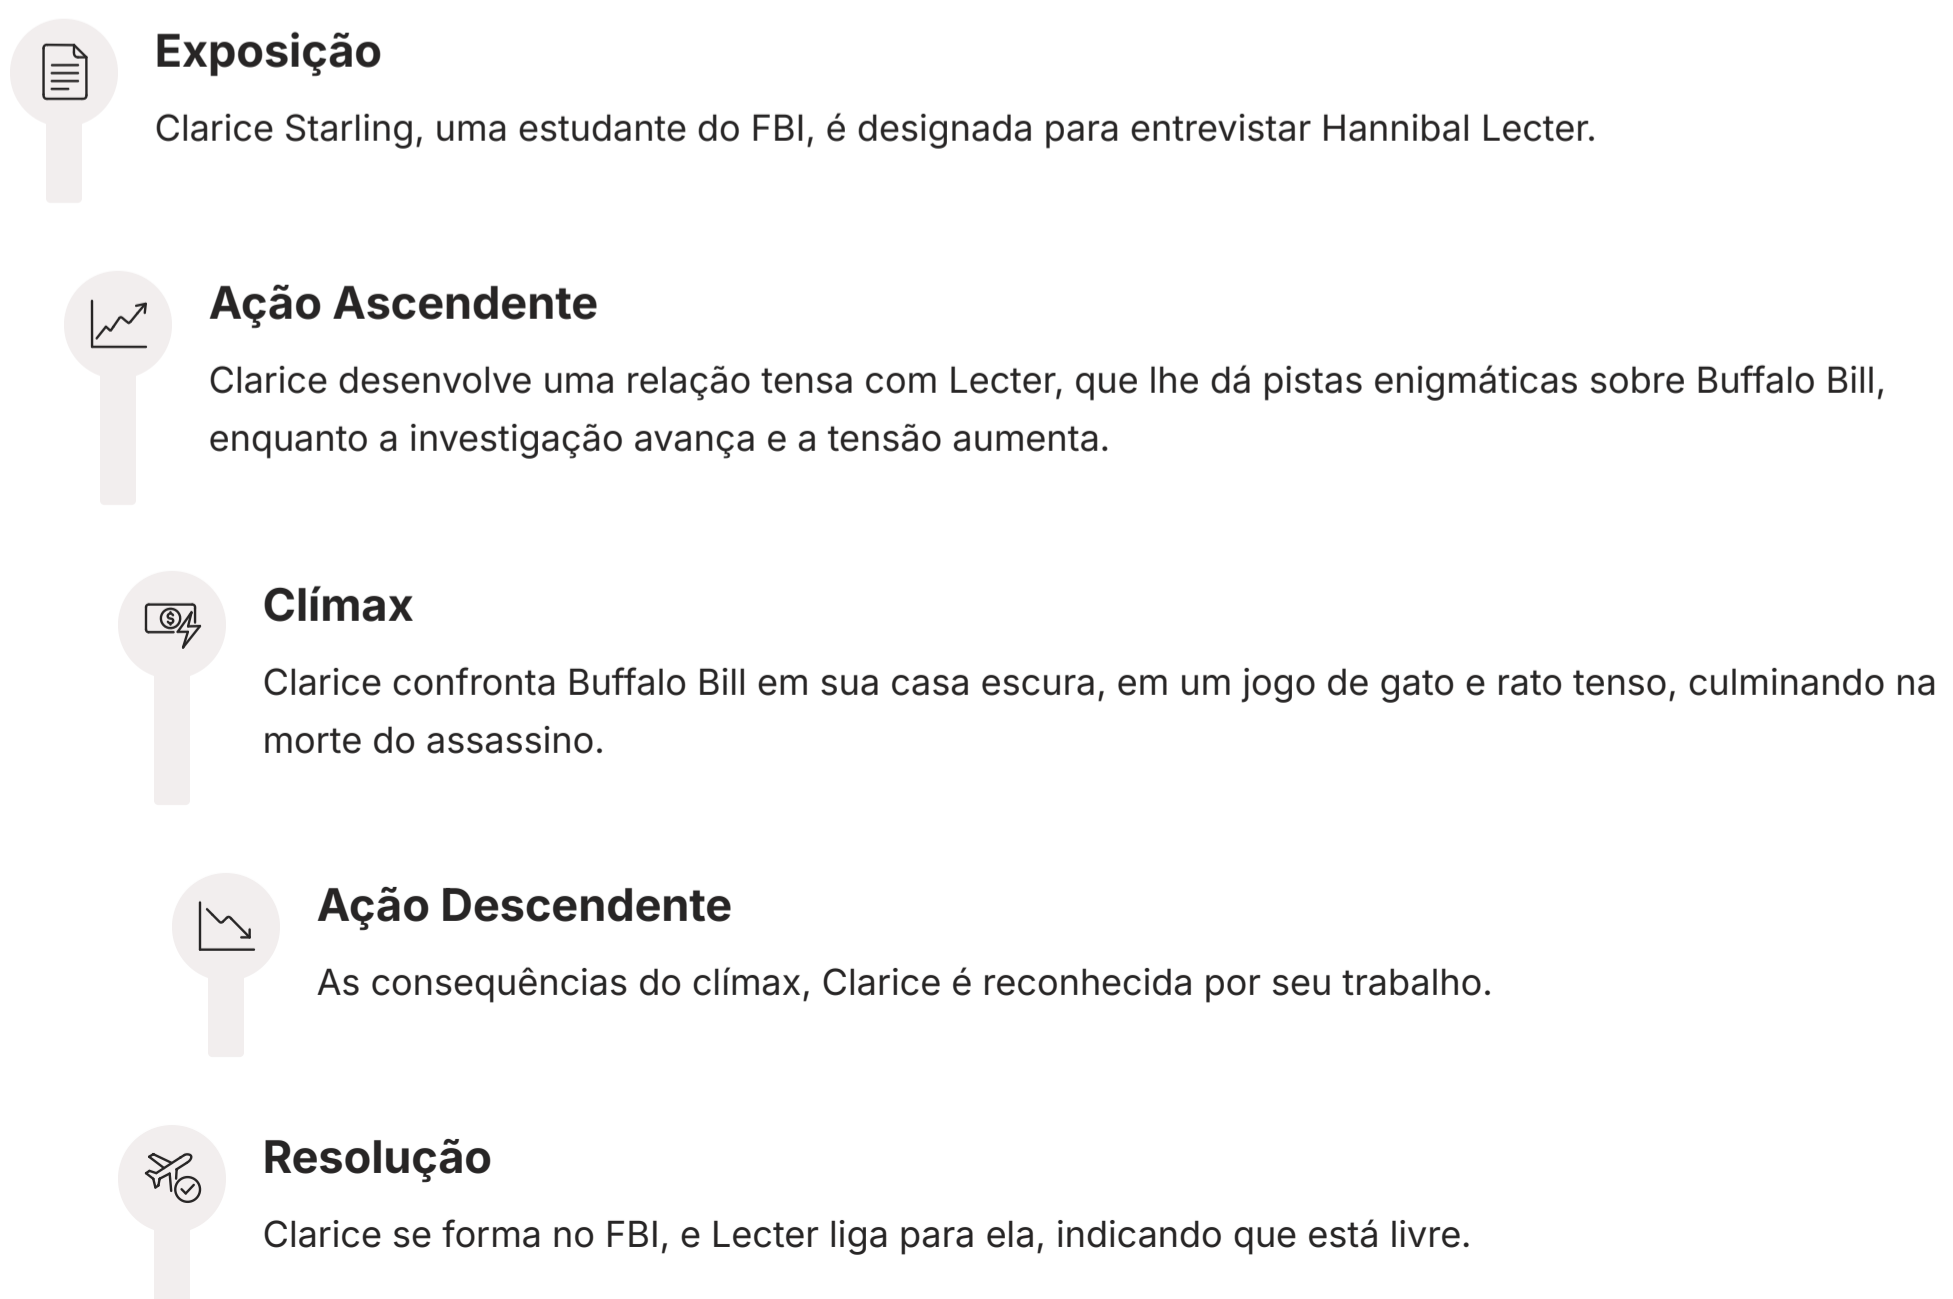 Exposição
Clarice Starling, uma estudante do FBI, é designada para entrevistar Hannibal Lecter.
Ação Ascendente
Clarice desenvolve uma relação tensa com Lecter, que lhe dá pistas enigmáticas sobre Buffalo Bill,
enquanto a investigação avança e a tensão aumenta.
Clímax
Clarice confronta Buffalo Bill em sua casa escura, em um jogo de gato e rato tenso, culminando na
morte do assassino.
Ação Descendente
As consequências do clímax, Clarice é reconhecida por seu trabalho.
Resolução
Clarice se forma no FBI, e Lecter liga para ela, indicando que está livre.